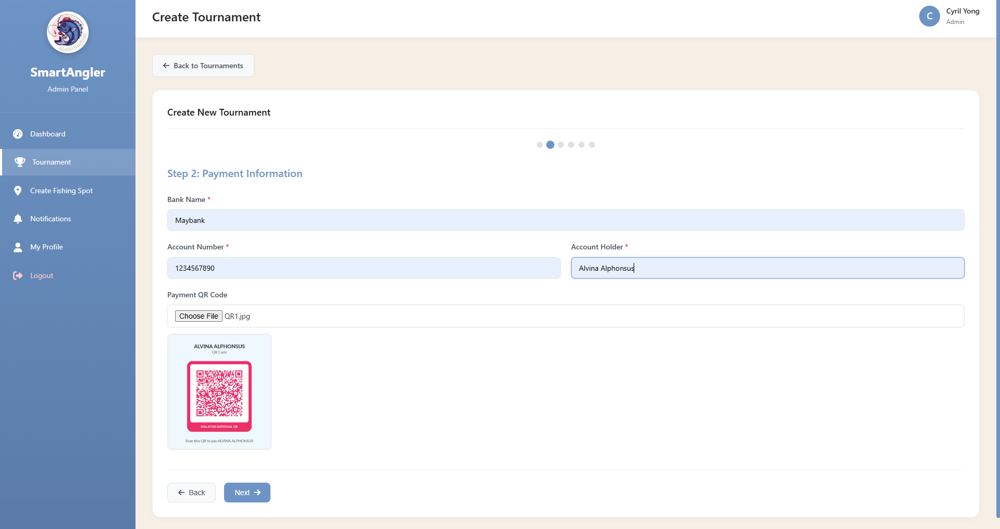 SMARTANGLER
SmartAngler
Admin Panel
Dashboard
Tournament
Create Fishing Spot
Notifications
My Profile
Logout
Create Tournament
C
Cyril Yong
Admin
Back to Tournaments
Create New Tournament
Step 2: Payment Information
Bank Name *
Maybank
Account Number *
1234567890
Account Holder *
Alvina Alphonsus
Payment QR Code
Choose File QR1.jpg
ALVINA ALPHONSUS
QR Code
MALAYSIA NATIONAL QR
Scan this QR to pay ALVINA ALPHONSUS
Back
Next